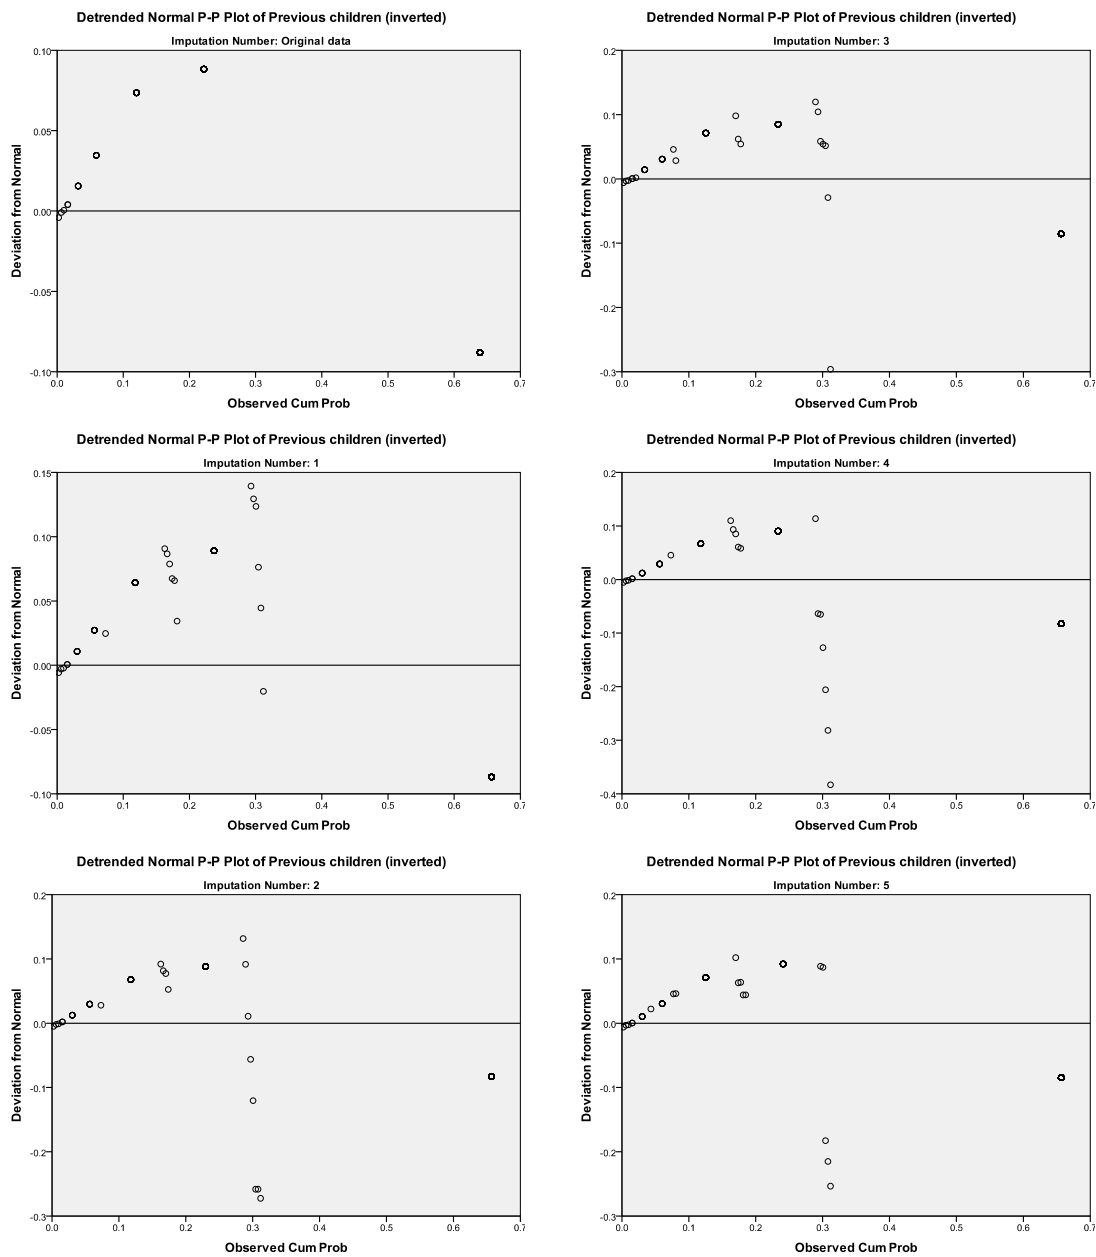 Detrended Normal P-P Plot of Previous children (inverted)
Imputation Number: Original data
Deviation from Normal
0.10
0.05
0.00
-0.05
-0.10
0.0 0.1 0.2 0.3 0.4 0.5 0.6 0.7
Observed Cum Prob
Detrended Normal P-P Plot of Previous children (inverted)
Imputation Number: 3
Deviation from Normal
0.2
0.1
0.0
-0.1
-0.2
-0.3
0.0 0.1 0.2 0.3 0.4 0.5 0.6 0.7
Observed Cum Prob
Detrended Normal P-P Plot of Previous children (inverted)
Imputation Number: 1
Deviation from Normal
0.15
0.10
0.05
0.00
-0.05
-0.10
0.0 0.1 0.2 0.3 0.4 0.5 0.6 0.7
Observed Cum Prob
Detrended Normal P-P Plot of Previous children (inverted)
Imputation Number: 4
Deviation from Normal
0.2
0.1
0.0
-0.1
-0.2
-0.3
-0.4
0.0 0.1 0.2 0.3 0.4 0.5 0.6 0.7
Observed Cum Prob
Detrended Normal P-P Plot of Previous children (inverted)
Imputation Number: 2
Deviation from Normal
0.2
0.1
0.0
-0.1
-0.2
-0.3
0.0 0.1 0.2 0.3 0.4 0.5 0.6 0.7
Observed Cum Prob
Detrended Normal P-P Plot of Previous children (inverted)
Imputation Number: 5
Deviation from Normal
0.2
0.1
0.0
-0.1
-0.2
-0.3
0.0 0.1 0.2 0.3 0.4 0.5 0.6 0.7
Observed Cum Prob